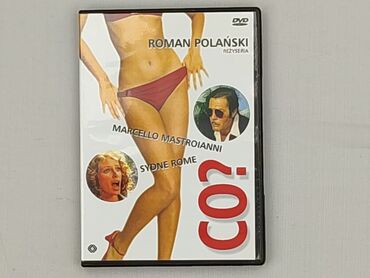 DVD
ROMAN POLAŃSKI
REŻYSERIA
MARCELLO MASTROIANNI
SYDNE ROME
CO?